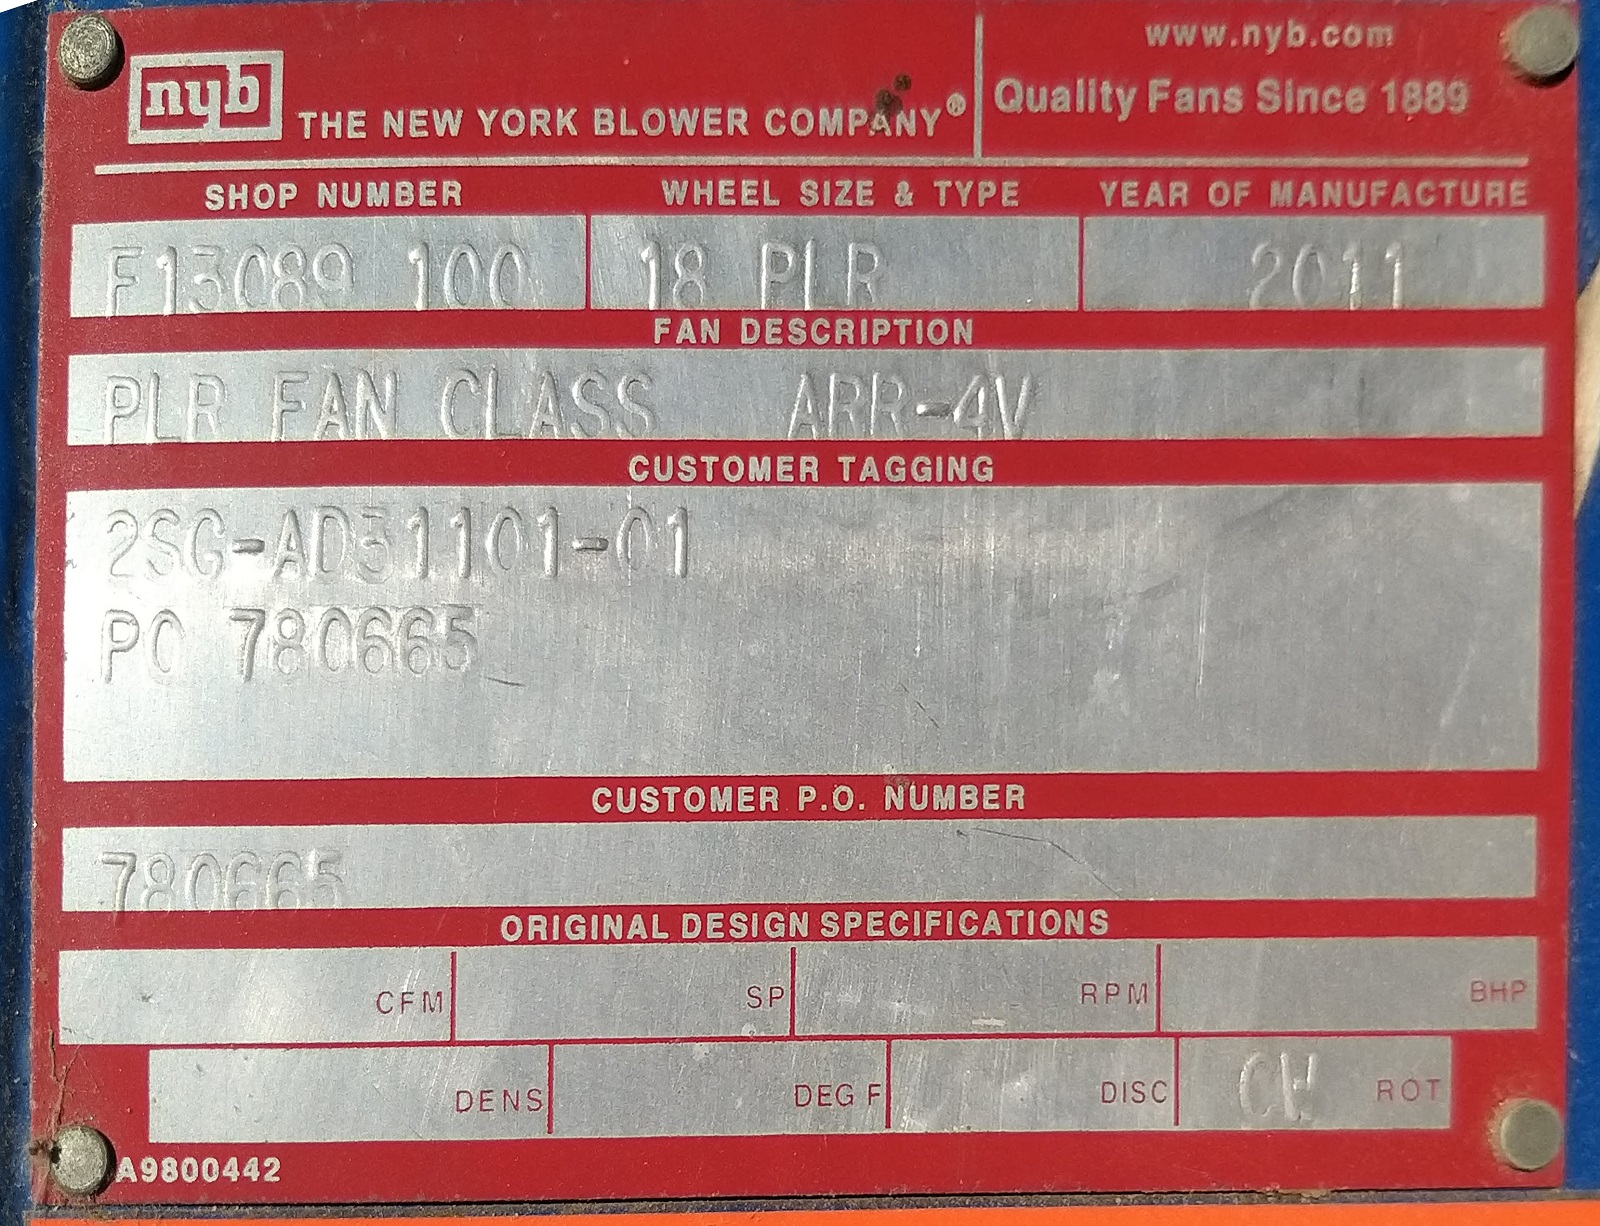 www.nyb.com
nyb THE NEW YORK BLOWER COMPANY® Quality Fans Since 1889
SHOP NUMBER WHEEL SIZE & TYPE YEAR OF MANUFACTURE
F13089 100 18 PLR 2011
FAN DESCRIPTION
PLR FAN CLASS ARR-4V
CUSTOMER TAGGING
2SG-AD31101-01
PO 780665
CUSTOMER P.O. NUMBER
780665
ORIGINAL DESIGN SPECIFICATIONS
CFM SP RPM BHP
DENS DEG F DISC CW ROT
A9800442